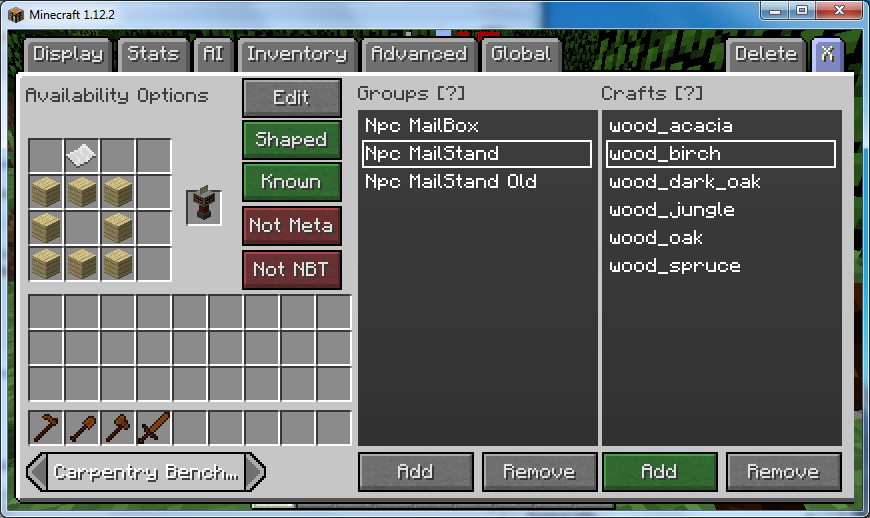 Minecraft 1.12.2
Display Stats AI Inventory Advanced Global Delete X
Availability Options
Edit
Shaped
Known
Not Meta
Not NBT
Groups [?]
Npc MailBox
Npc MailStand
Npc MailStand Old
Crafts [?]
wood_acacia
wood_birch
wood_dark_oak
wood_jungle
wood_oak
wood_spruce
Carpentry Bench...
Add Remove Add Remove